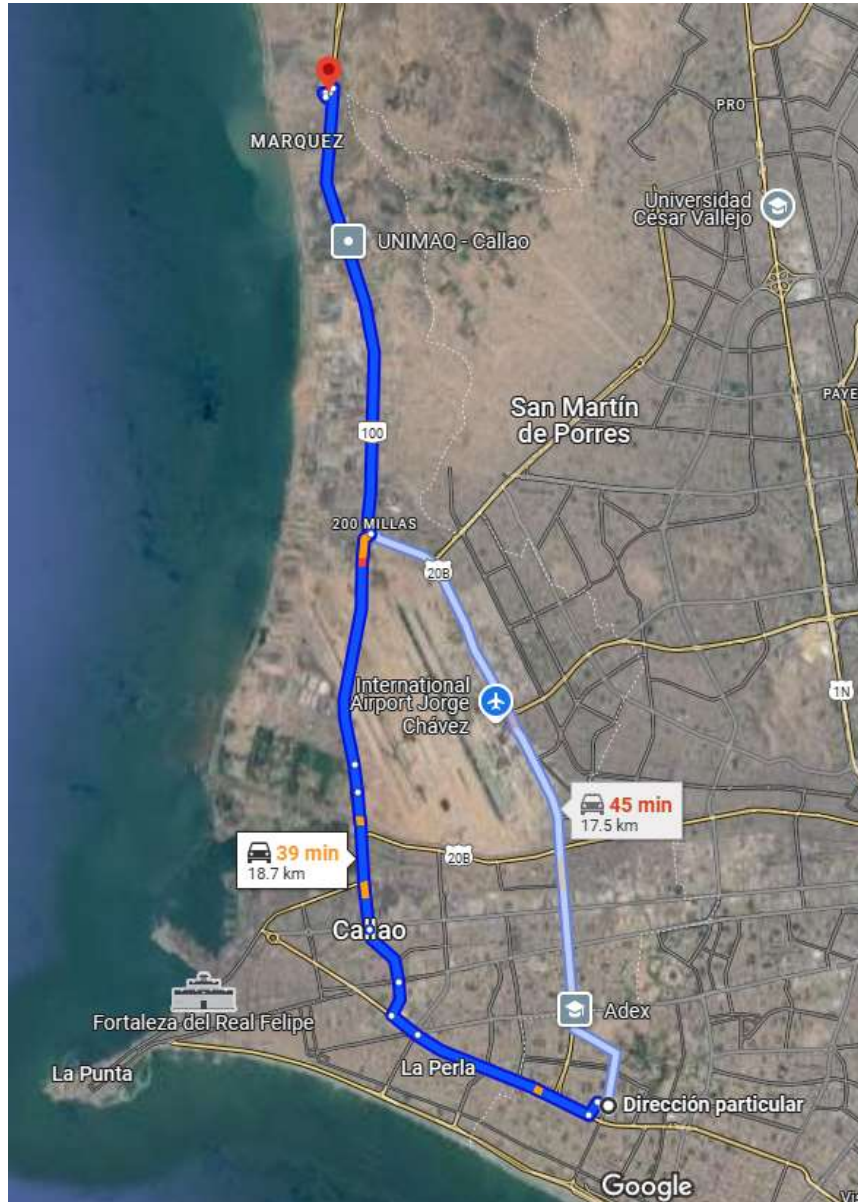 PRO
MARQUEZ
Universidad
César Vallejo
UNIMAQ - Callao
PAYE
San Martín
de Porres
100
200 MILLAS
20B
International
Airport Jorge
Chávez
1N
45 min
17.5 km
39 min
18.7 km
20B
Callao
Fortaleza del Real Felipe
Adex
La Punta
La Perla
Dirección particular
Google